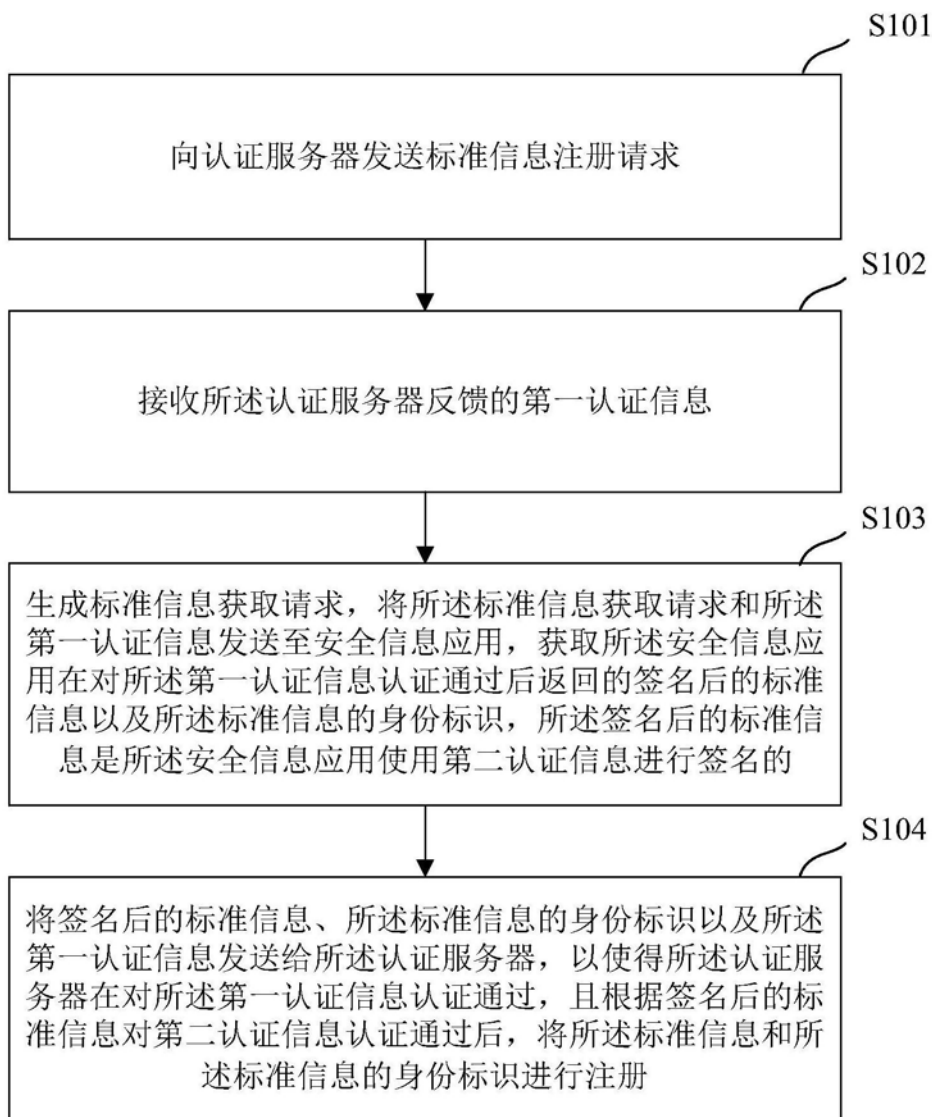 S101
向认证服务器发送标准信息注册请求
S102
接收所述认证服务器反馈的第一认证信息
S103
生成标准信息获取请求，将所述标准信息获取请求和所述
第一认证信息发送至安全信息应用，获取所述安全信息应
用在对所述第一认证信息认证通过后返回的签名后的标准
信息以及所述标准信息的身份标识，所述签名后的标准信
息是所述安全信息应用使用第二认证信息进行签名的
S104
将签名后的标准信息、所述标准信息的身份标识以及所述
第一认证信息发送给所述认证服务器，以使得所述认证服
务器在对所述第一认证信息认证通过，且根据签名后的标
准信息对第二认证信息认证通过后，将所述标准信息和所
述标准信息的身份标识进行注册